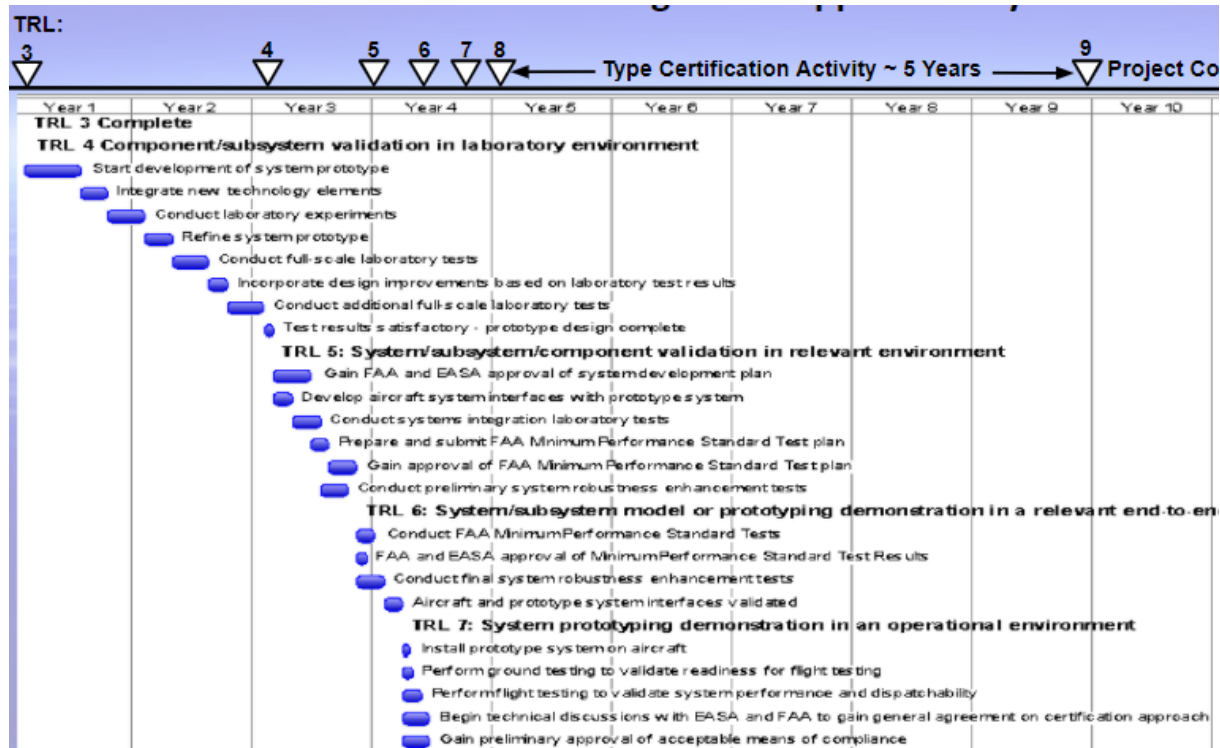 TRL:
3 4 5 6 7 8 9
Type Certification Activity ~ 5 Years Project Co
Year 1 Year 2 Year 3 Year 4 Year 5 Year 6 Year 7 Year 8 Year 9 Year 10
TRL 3 Complete
TRL 4 Component/subsystem validation in laboratory environment
Start development of system prototype
Integrate new technology elements
Conduct laboratory experiments
Refine system prototype
Conduct full-scale laboratory tests
Incorporate design improvements based on laboratory test results
Conduct additional full-scale laboratory tests
Test results satisfactory - prototype design complete
TRL 5: System/subsystem/component validation in relevant environment
Gain FAA and EASA approval of system development plan
Develop aircraft system interfaces with prototype system
Conduct systems integration laboratory tests
Prepare and submit FAA Minimum Performance Standard Test plan
Gain approval of FAA Minimum Performance Standard Test plan
Conduct preliminary system robustness enhancement tests
TRL 6: System/subsystem model or prototyping demonstration in a relevant end-to-en
Conduct FAA Minimum Performance Standard Tests
FAA and EASA approval of Minimum Performance Standard Test Results
Conduct final system robustness enhancement tests
Aircraft and prototype system interfaces validated
TRL 7: System prototyping demonstration in an operational environment
Install prototype system on aircraft
Perform ground testing to validate readiness for flight testing
Perform flight testing to validate system performance and dispatchability
Begin technical discussions with EASA and FAA to gain general agreement on certification approach
Gain preliminary approval of acceptable means of compliance